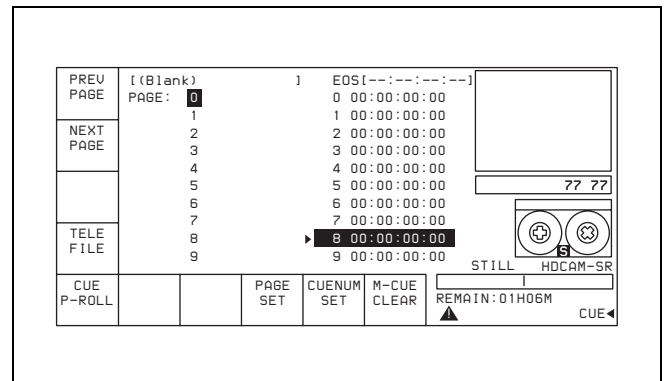 PREV
PAGE
NEXT
PAGE
TELE
FILE
[(Blank) ] EOS[--:--:--:--]
PAGE: 0 0 00:00:00:00
1 1 00:00:00:00
2 2 00:00:00:00
3 3 00:00:00:00
4 4 00:00:00:00
5 5 00:00:00:00
6 6 00:00:00:00
7 7 00:00:00:00
8 8 00:00:00:00
9 9 00:00:00:00
77 77
S
STILL HDCAM-SR
CUE
P-ROLL
PAGE
SET
CUENUM
SET
M-CUE
CLEAR
REMAIN:01H06M
CUE